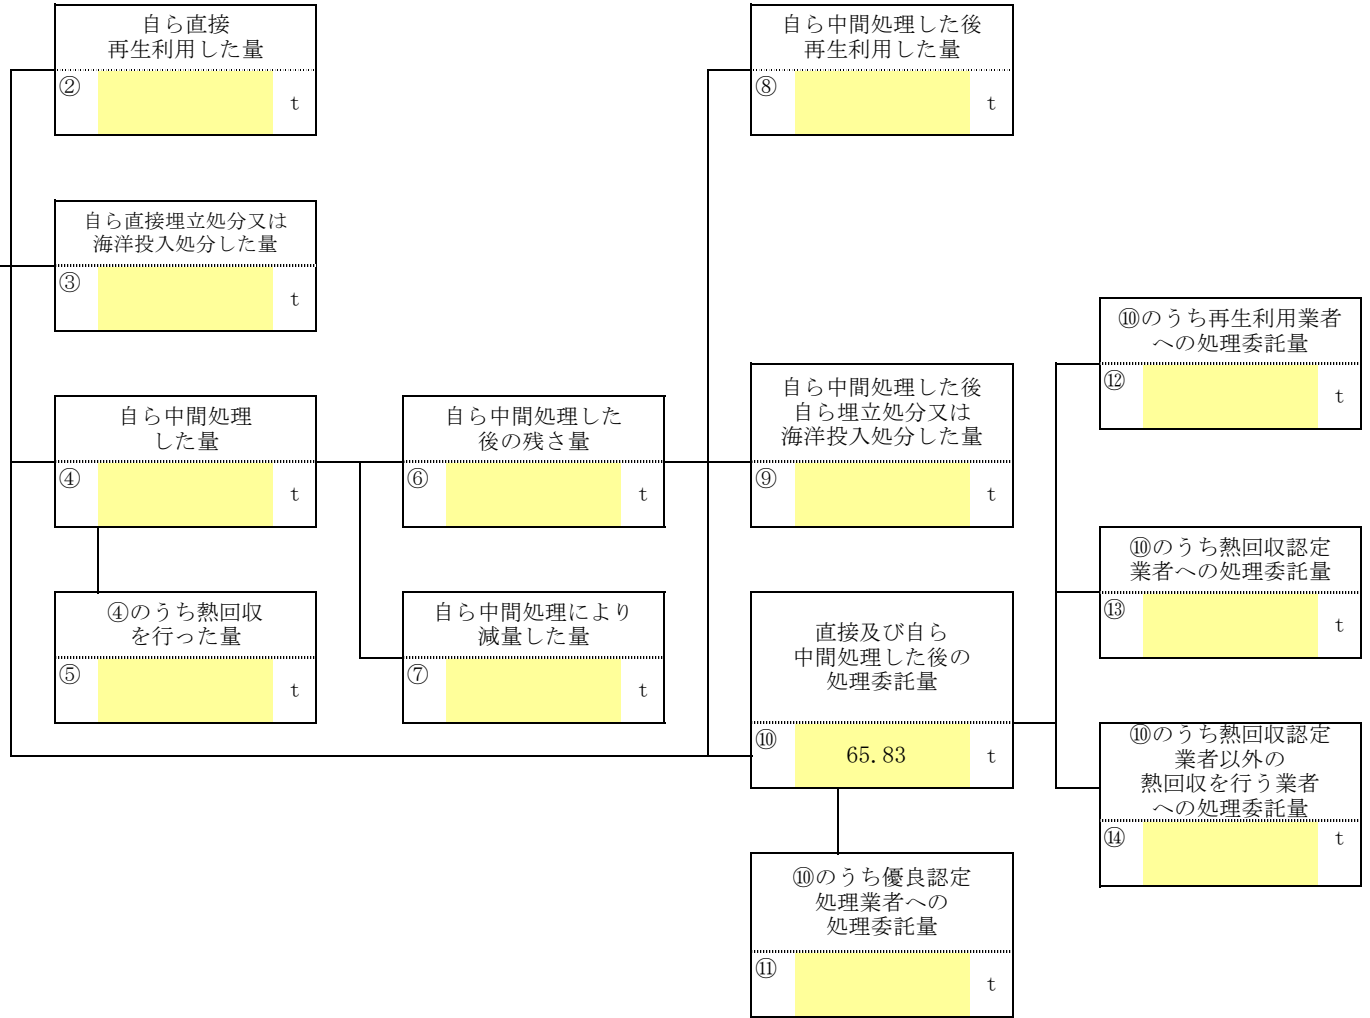 自ら直接
再生利用した量
②
t
自ら中間処理した後
再生利用した量
⑧
t
自ら直接埋立処分又は
海洋投入処分した量
③
t
⑩のうち再生利用業者
への処理委託量
⑫
t
自ら中間処理
した量
④
t
自ら中間処理した
後の残さ量
⑥
t
自ら中間処理した後
自ら埋立処分又は
海洋投入処分した量
⑨
t
⑩のうち熱回収認定
業者への処理委託量
⑬
t
④のうち熱回収
を行った量
⑤
t
自ら中間処理により
減量した量
⑦
t
直接及び自ら
中間処理した後の
処理委託量
⑩
65.83
t
⑩のうち熱回収認定
業者以外の
熱回収を行う業者
への処理委託量
⑭
t
⑩のうち優良認定
処理業者への
処理委託量
⑪
t